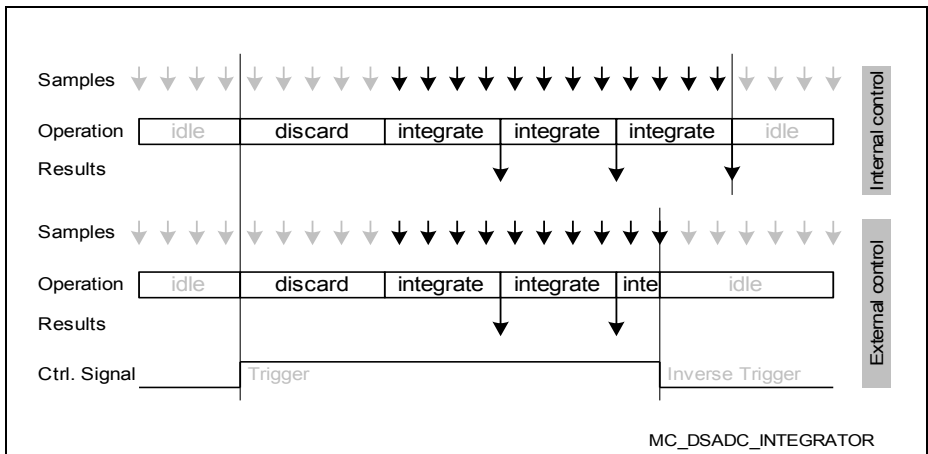 Samples
Operation idle discard integrate integrate integrate idle
Results
Internal control
Samples
Operation idle discard integrate integrate inte idle
Results
External control
Ctrl. Signal Trigger Inverse Trigger
MC_DSADC_INTEGRATOR